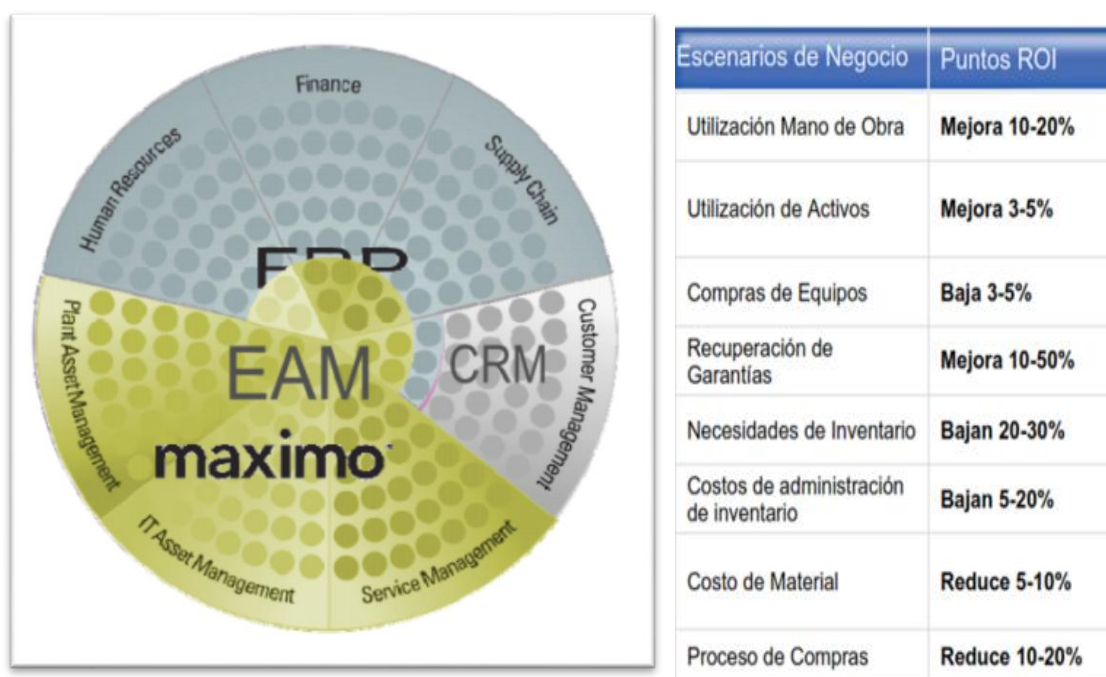 Finance
Human Resources
Supply Chain
ERP
Plant Asset Management
EAM
CRM
Customer Management
maximo
IT Asset Management
Service Management
Escenarios de Negocio Puntos ROI
Utilización Mano de Obra Mejora 10-20%
Utilización de Activos Mejora 3-5%
Compras de Equipos Baja 3-5%
Recuperación de
Garantías Mejora 10-50%
Necesidades de Inventario Bajan 20-30%
Costos de administración
de inventario Bajan 5-20%
Costo de Material Reduce 5-10%
Proceso de Compras Reduce 10-20%